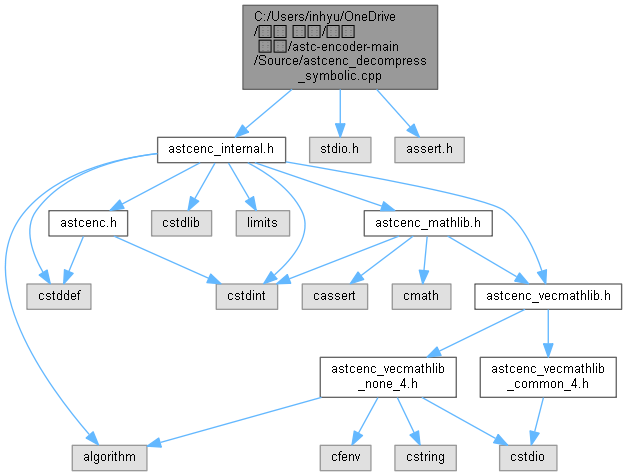 C:/Users/inhyu/OneDrive
/astc-encoder-main
/Source/astcenc_decompress
_symbolic.cpp
astcenc_internal.h
stdio.h
assert.h
astcenc.h
cstdlib
limits
astcenc_mathlib.h
cstddef
cstdint
cassert
cmath
astcenc_vecmathlib.h
astcenc_vecmathlib
_none_4.h
astcenc_vecmathlib
_common_4.h
algorithm
cfenv
cstring
cstdio